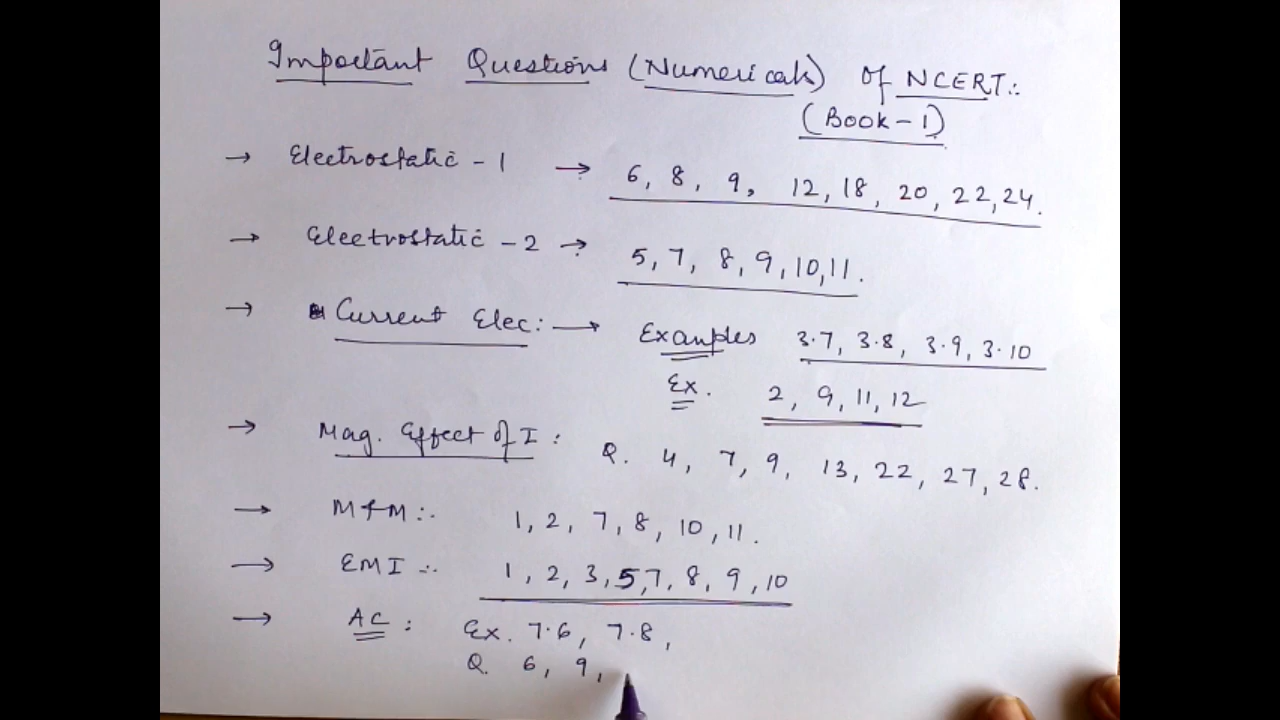 Important Questions (Numericals) of NCERT:.
(Book-1)
→ Electrostatic - 1 → 6, 8, 9, 12, 18, 20, 22, 24.
→ Electrostatic - 2 → 5, 7, 8, 9, 10, 11.
→ Current Elec: → Examples 3.7, 3.8, 3.9, 3.10
Ex. 2, 9, 11, 12
→ Mag. Effect of I : Q. 4, 7, 9, 13, 22, 27, 28.
→ M&M:. 1, 2, 7, 8, 10, 11.
→ EMI :. 1, 2, 3, 5, 7, 8, 9, 10
→ AC : Ex. 7.6, 7.8,
Q. 6, 9,